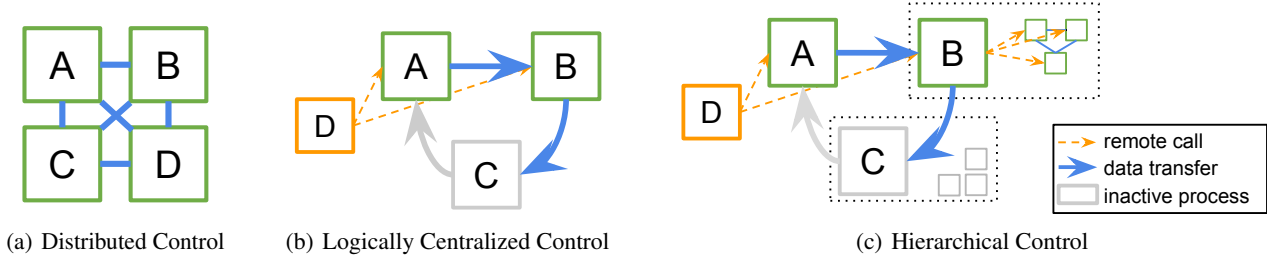 A B
C D
(a) Distributed Control
A B
D
C
(b) Logically Centralized Control
A B
D
C
(c) Hierarchical Control
remote call
data transfer
inactive process